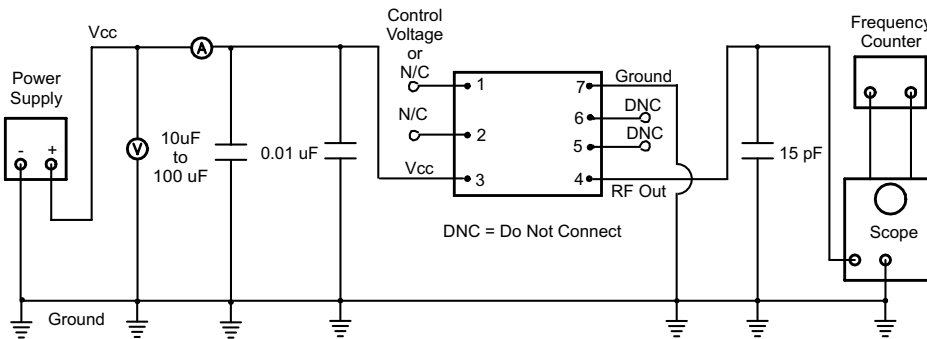 Control
Voltage
or
N/C
N/C
Vcc
Vcc
A
V
Power
Supply
- +
10uF
to
100 uF
0.01 uF
1
2
3
7
6
5
4
Ground
DNC
DNC
RF Out
DNC = Do Not Connect
15 pF
Frequency
Counter
Scope
Ground